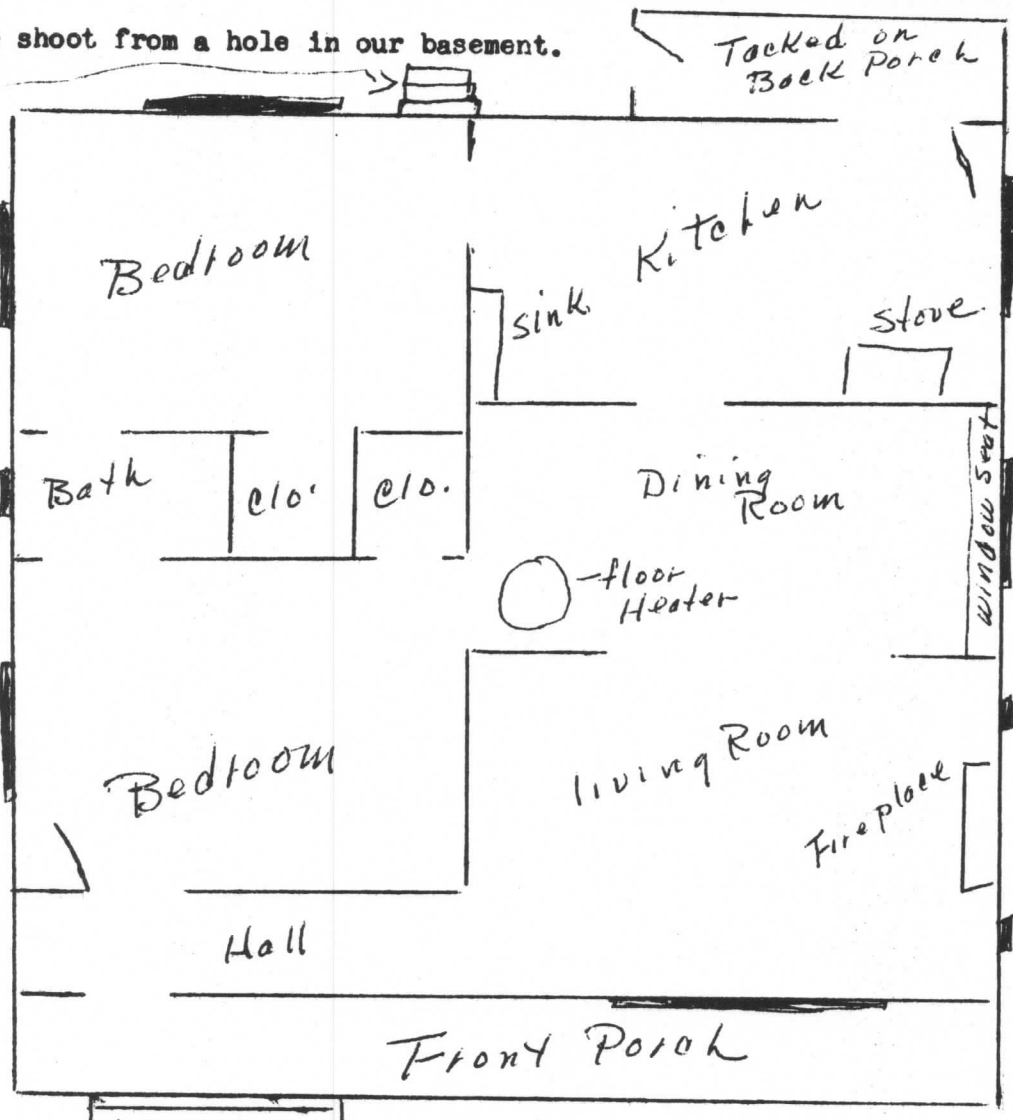 shoot from a hole in our basement.
Tacked on
Back Porch
Bedroom
Kitchen
sink
Stove
Bath
Clo.
Clo.
Dining
Room
window seat
floor
Heater
Bedroom
living Room
Fireplace
Hall
Front Porch